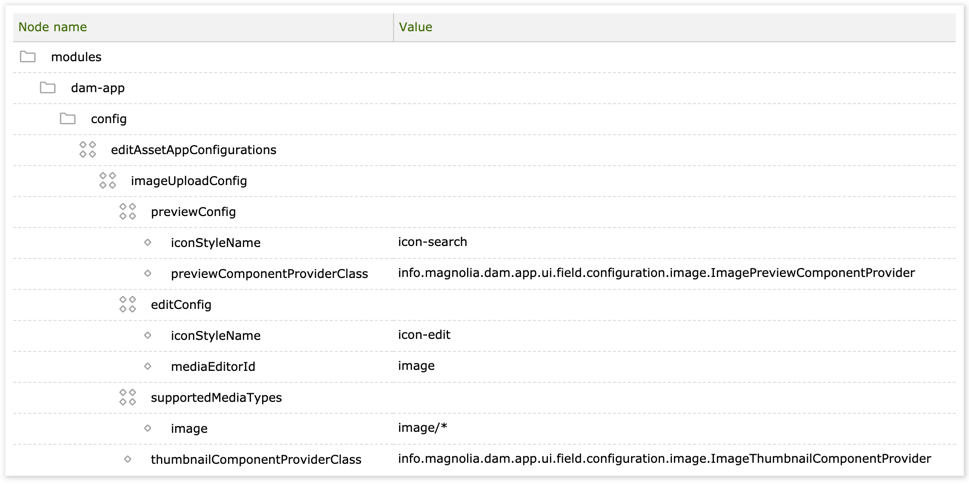 Node name Value
modules
dam-app
config
editAssetAppConfigurations
imageUploadConfig
previewConfig
iconStyleName icon-search
previewComponentProviderClass info.magnolia.dam.app.ui.field.configuration.image.ImagePreviewComponentProvider
editConfig
iconStyleName icon-edit
mediaEditorId image
supportedMediaTypes
image image/*
thumbnailComponentProviderClass info.magnolia.dam.app.ui.field.configuration.image.ImageThumbnailComponentProvider